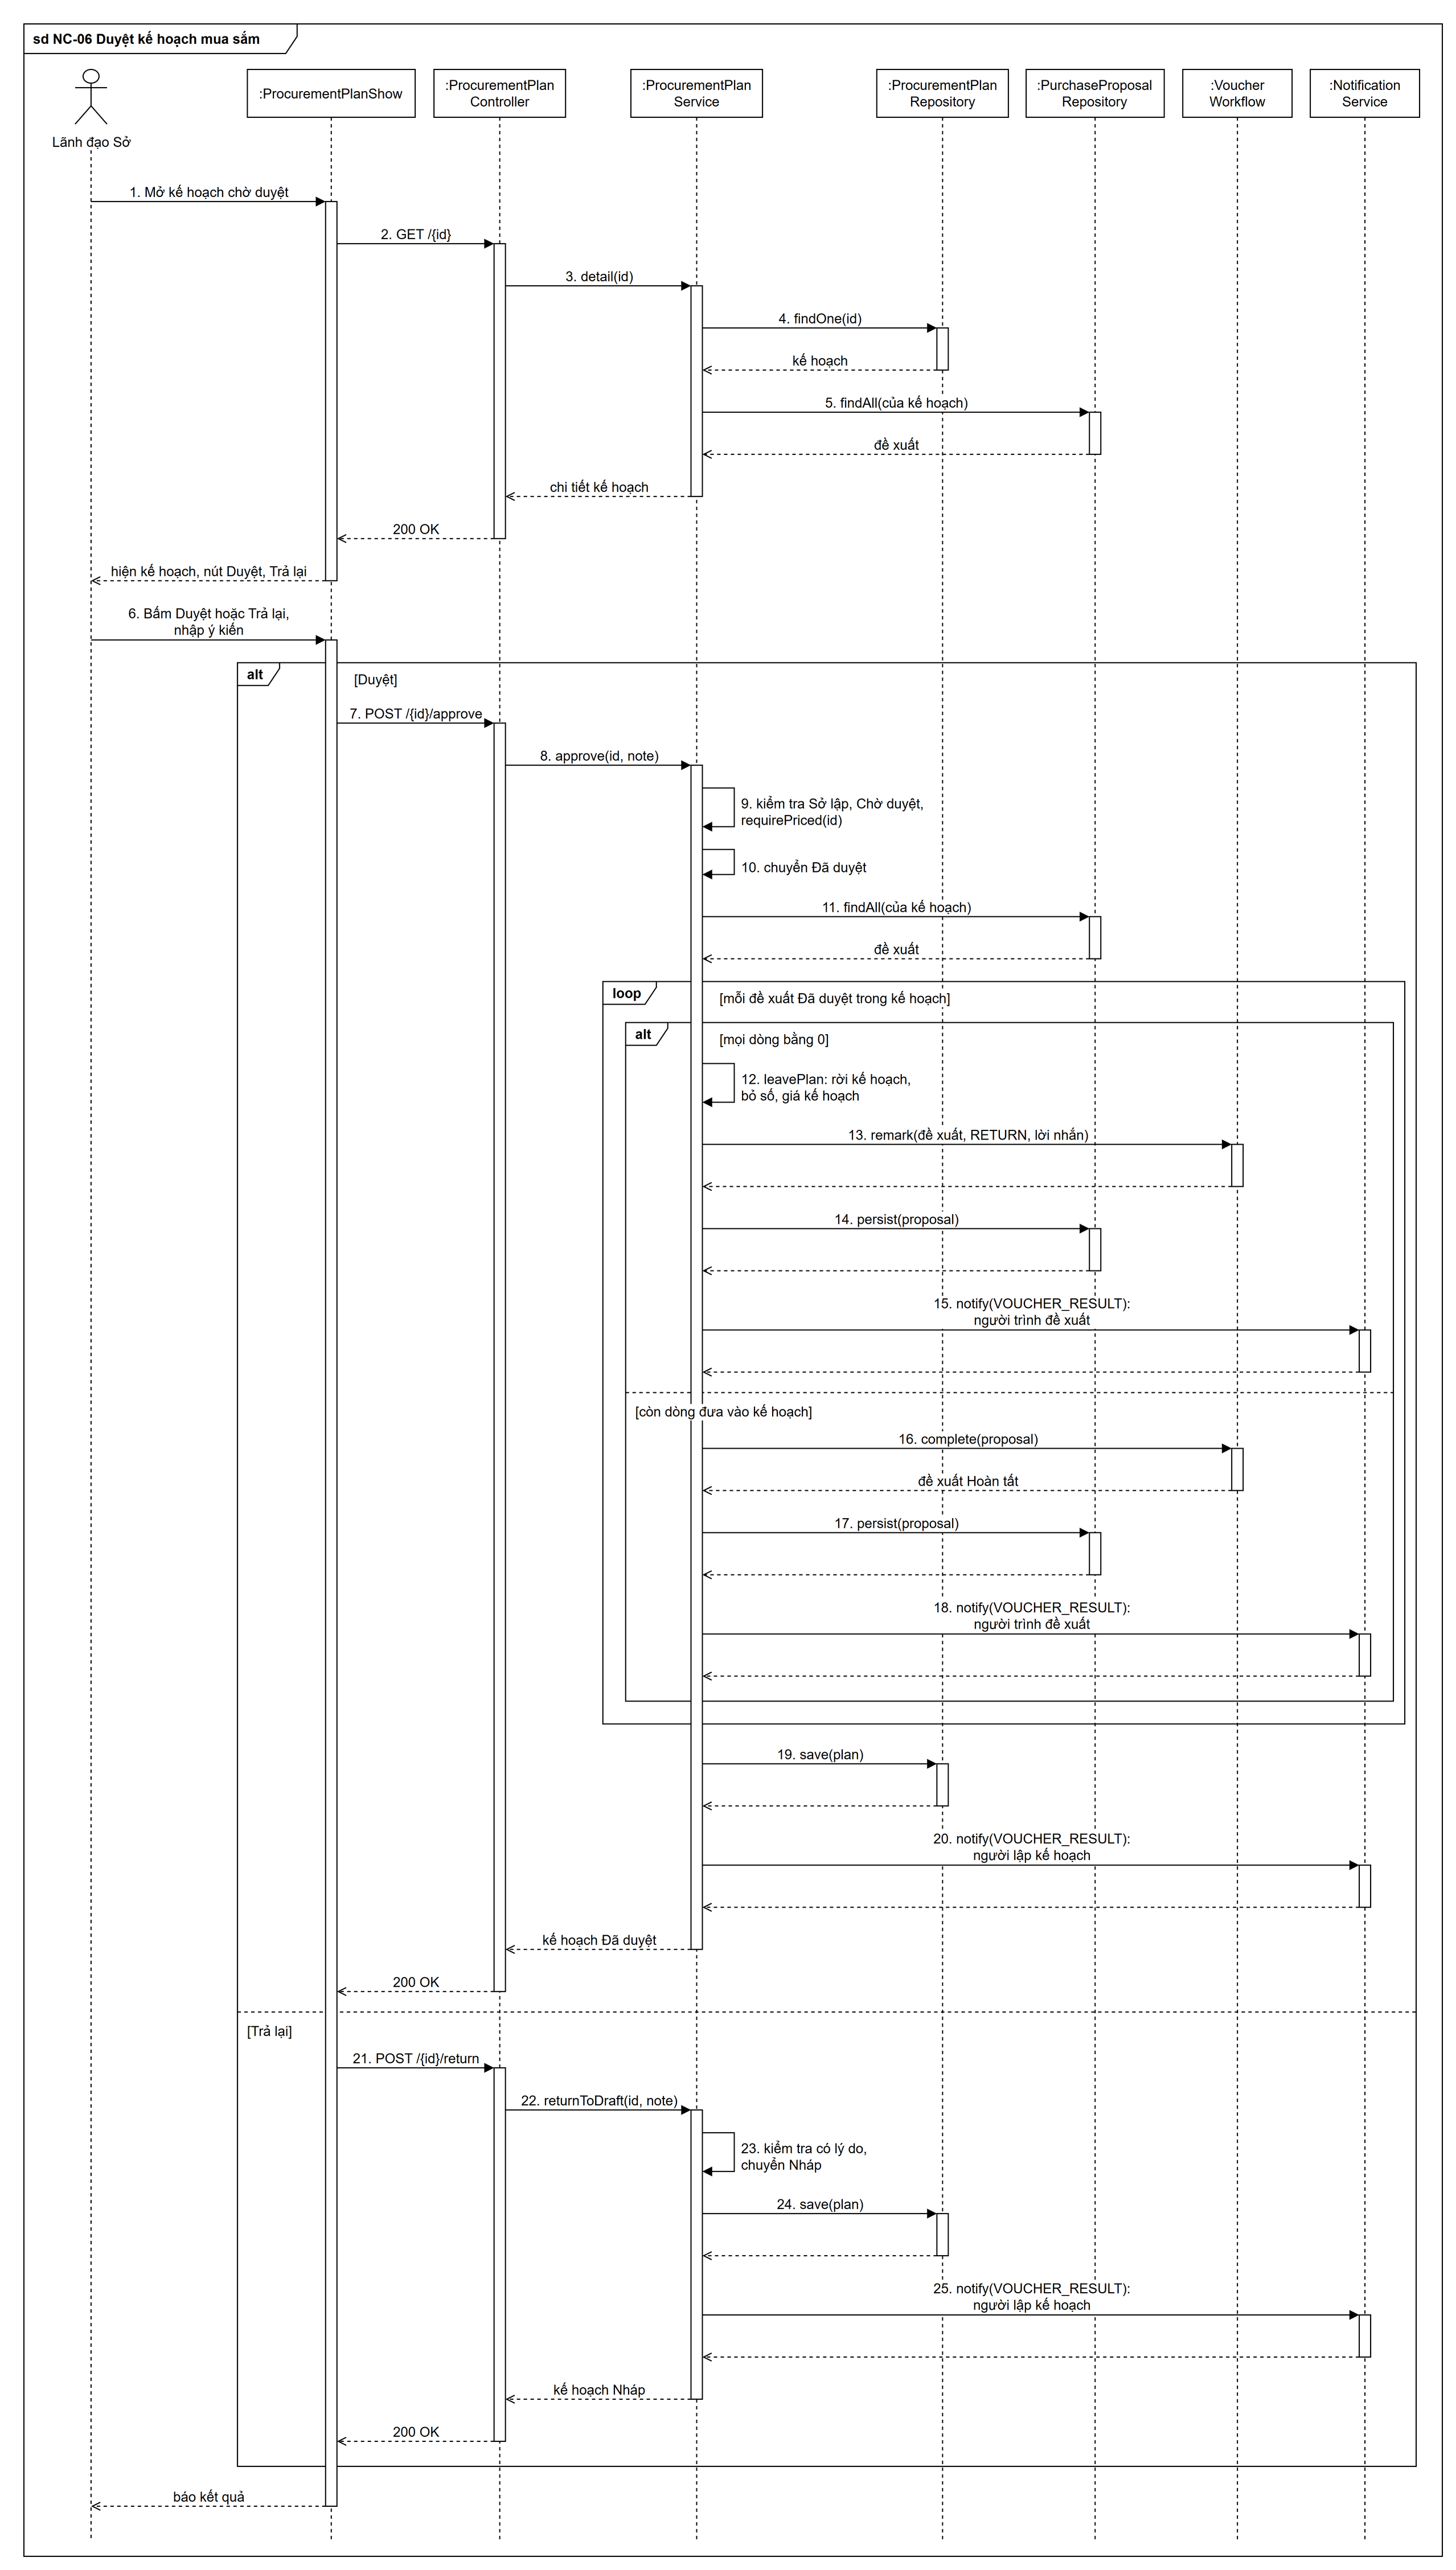 sd NC-06 Duyệt kế hoạch mua sắm
Lãnh đạo Sở
:ProcurementPlanShow
:ProcurementPlan
Controller
:ProcurementPlan
Service
:ProcurementPlan
Repository
:PurchaseProposal
Repository
:Voucher
Workflow
:Notification
Service
1. Mở kế hoạch chờ duyệt
2. GET /{id}
3. detail(id)
4. findOne(id)
kế hoạch
5. findAll(của kế hoạch)
đề xuất
chi tiết kế hoạch
200 OK
hiện kế hoạch, nút Duyệt, Trả lại
6. Bấm Duyệt hoặc Trả lại,
nhập ý kiến
alt
[Duyệt]
7. POST /{id}/approve
8. approve(id, note)
9. kiểm tra Sở lập, Chờ duyệt,
requirePriced(id)
10. chuyển Đã duyệt
11. findAll(của kế hoạch)
đề xuất
loop
[mỗi đề xuất Đã duyệt trong kế hoạch]
alt
[mọi dòng bằng 0]
12. leavePlan: rời kế hoạch,
bỏ số, giá kế hoạch
13. remark(đề xuất, RETURN, lời nhắn)
14. persist(proposal)
15. notify(VOUCHER_RESULT):
người trình đề xuất
[còn dòng đưa vào kế hoạch]
16. complete(proposal)
đề xuất Hoàn tất
17. persist(proposal)
18. notify(VOUCHER_RESULT):
người trình đề xuất
19. save(plan)
20. notify(VOUCHER_RESULT):
người lập kế hoạch
kế hoạch Đã duyệt
200 OK
[Trả lại]
21. POST /{id}/return
22. returnToDraft(id, note)
23. kiểm tra có lý do,
chuyển Nháp
24. save(plan)
25. notify(VOUCHER_RESULT):
người lập kế hoạch
kế hoạch Nháp
200 OK
báo kết quả